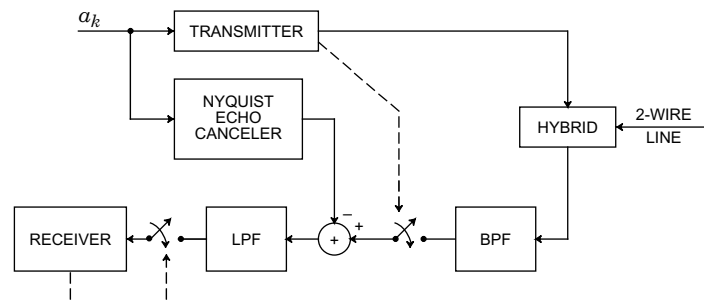 a_k
TRANSMITTER
NYQUIST
ECHO
CANCELER
HYBRID
2-WIRE
LINE
RECEIVER
LPF
−
+
+
BPF